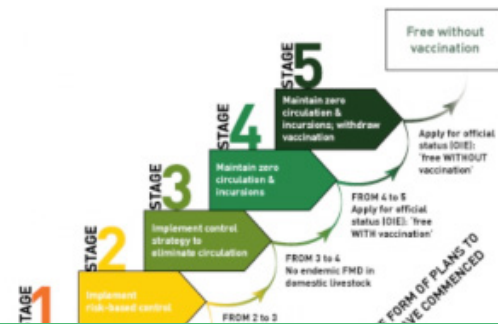 Free without
vaccination
STAGE 5
Maintain zero
circulation &
incursions; withdraw
vaccination
Apply for official
status (OIE):
'free WITHOUT
vaccination'
STAGE 4
Maintain zero
circulation &
incursions
FROM 4 to 5
Apply for official
status (OIE): 'free
WITH vaccination'
STAGE 3
Implement control
strategy to
eliminate circulation
FROM 3 to 4
No endemic FMD in
domestic livestock
STAGE 2
Implement
risk-based control
FROM 2 to 3
STAGE 1
FORM OF PLANS TO
COMMENCED